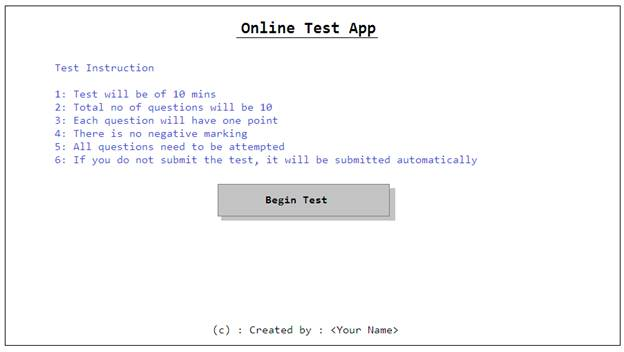 Online Test App
Test Instruction
1: Test will be of 10 mins
2: Total no of questions will be 10
3: Each question will have one point
4: There is no negative marking
5: All questions need to be attempted
6: If you do not submit the test, it will be submitted automatically
Begin Test
(c) : Created by : <Your Name>